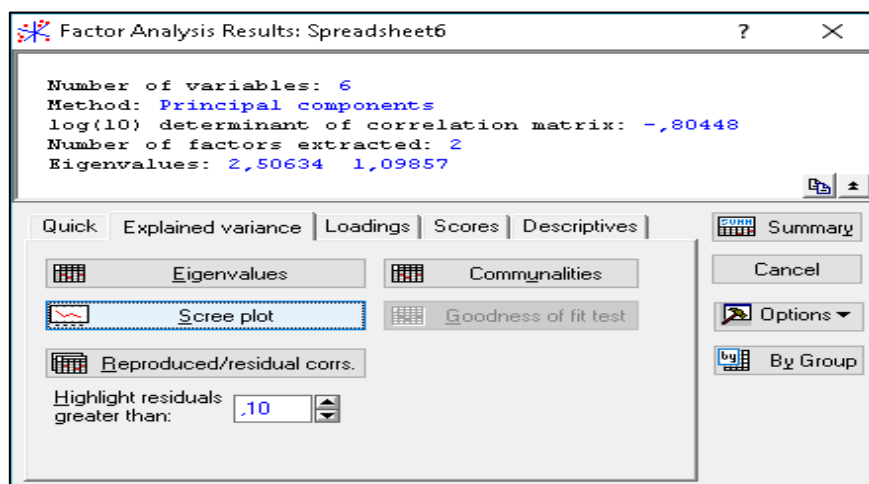 Factor Analysis Results: Spreadsheet6 ? ×
Number of variables: 6
Method: Principal components
log(10) determinant of correlation matrix: -,80448
Number of factors extracted: 2
Eigenvalues: 2,50634 1,09857
Quick Explained variance Loadings Scores Descriptives
SUMM Summary
Eigenvalues Communalities
Cancel
Scree plot Goodness of fit test
Options
Reproduced/residual corrs.
by By Group
Highlight residuals
greater than: ,10